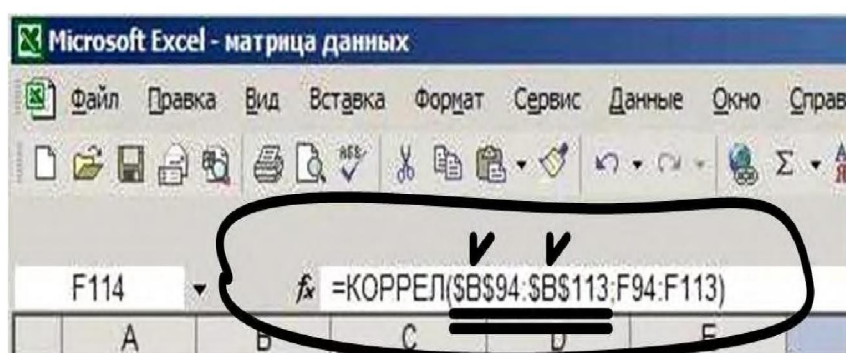 Microsoft Excel - матрица данных
Файл Правка Вид Вставка Формат Сервис Данные Окно Справ
F114 fx =КОРРЕЛ($B$94:$B$113;F94:F113)
A B C D E